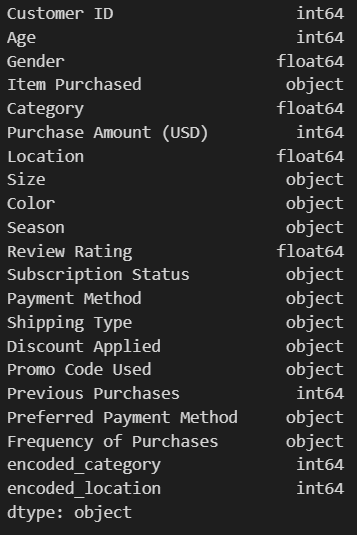 Customer ID int64
Age int64
Gender float64
Item Purchased object
Category float64
Purchase Amount (USD) int64
Location float64
Size object
Color object
Season object
Review Rating float64
Subscription Status object
Payment Method object
Shipping Type object
Discount Applied object
Promo Code Used object
Previous Purchases int64
Preferred Payment Method object
Frequency of Purchases object
encoded_category int64
encoded_location int64
dtype: object